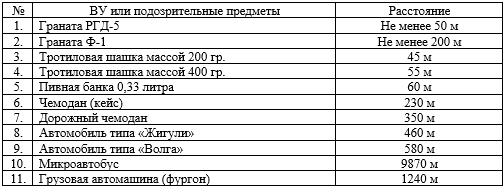 № ВУ или подозрительные предметы Расстояние
1. Граната РГД-5 Не менее 50 м
2. Граната Ф-1 Не менее 200 м
3. Тротиловая шашка массой 200 гр. 45 м
4. Тротиловая шашка массой 400 гр. 55 м
5. Пивная банка 0,33 литра 60 м
6. Чемодан (кейс) 230 м
7. Дорожный чемодан 350 м
8. Автомобиль типа «Жигули» 460 м
9. Автомобиль типа «Волга» 580 м
10. Микроавтобус 9870 м
11. Грузовая автомашина (фургон) 1240 м